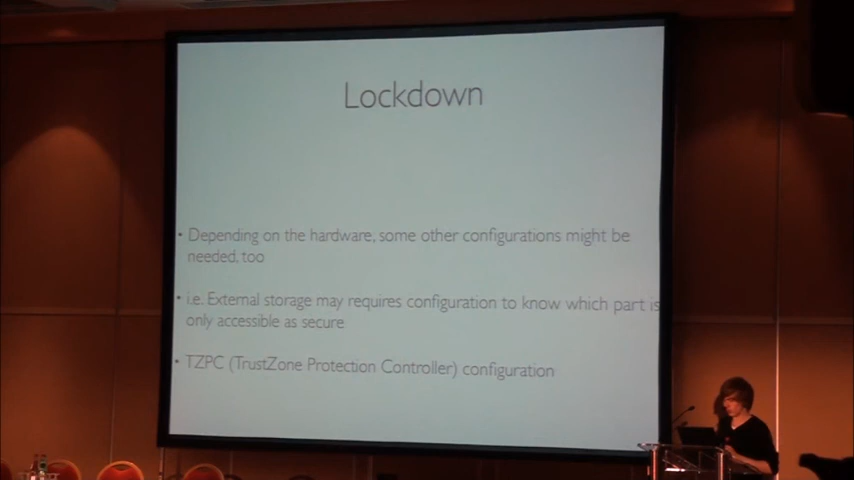 Lockdown
• Depending on the hardware, some other configurations might be
needed, too
• i.e. External storage may requires configuration to know which part is
only accessible as secure
• TZPC (TrustZone Protection Controller) configuration